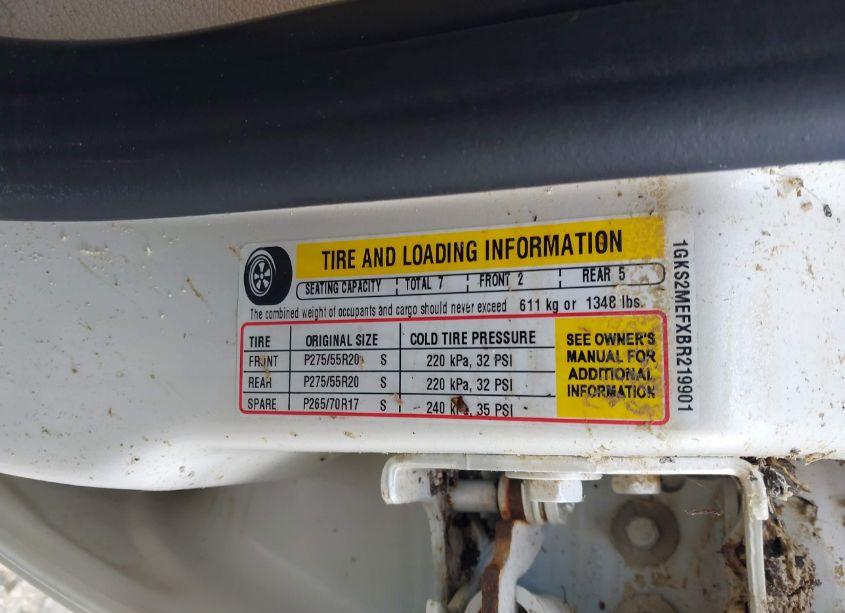 TIRE AND LOADING INFORMATION
SEATING CAPACITY TOTAL 7 FRONT 2 REAR 5
The combined weight of occupants and cargo should never exceed 611 kg or 1348 lbs.
TIRE ORIGINAL SIZE COLD TIRE PRESSURE
FRONT P275/55R20 S 220 kPa, 32 PSI
REAR P275/55R20 S 220 kPa, 32 PSI
SPARE P265/70R17 S 240 kPa, 35 PSI
SEE OWNER'S
MANUAL FOR
ADDITIONAL
INFORMATION
1GKS2MEFXBR219901